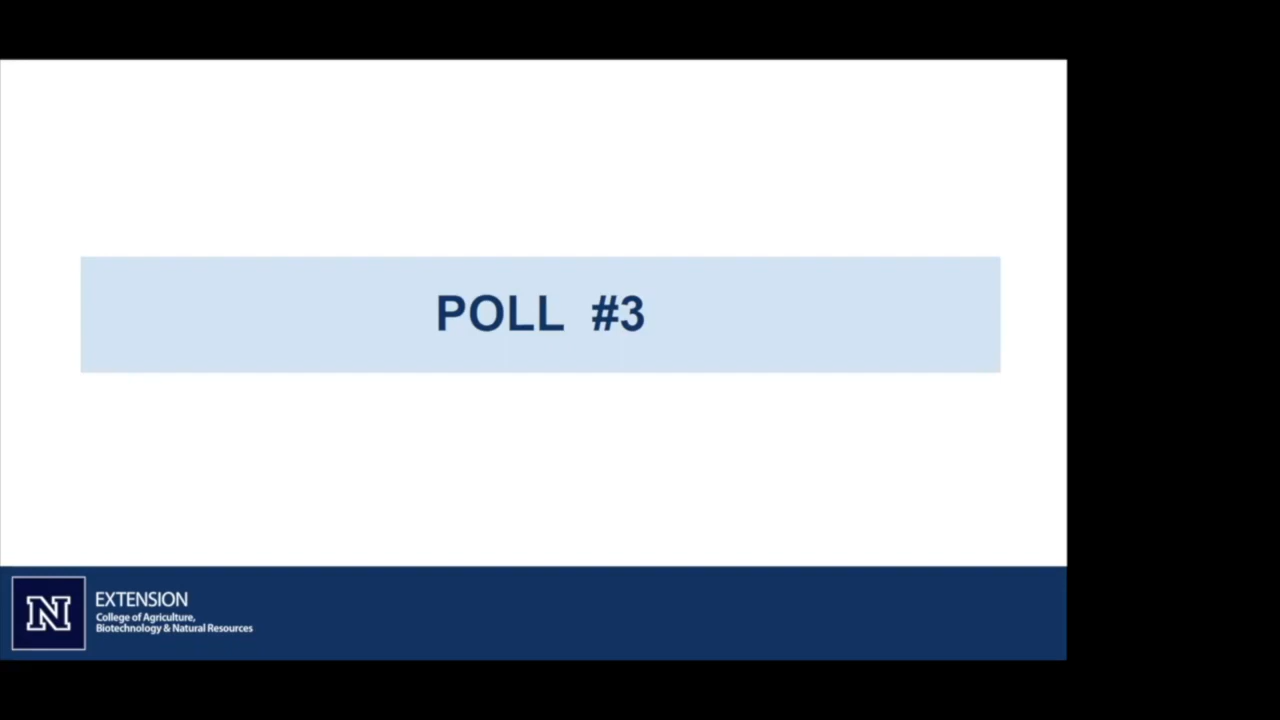 POLL #3
N
EXTENSION
College of Agriculture,
Biotechnology & Natural Resources